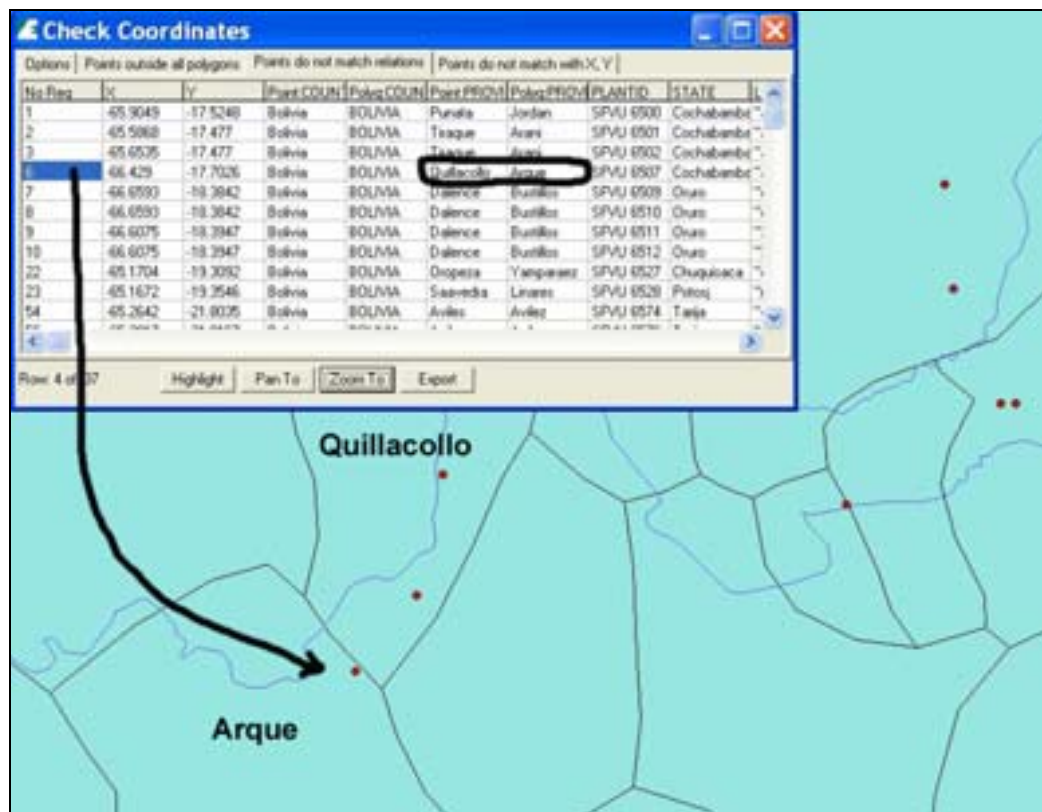 Check Coordinates
Options Points outside all polygons Points do not match relations Points do not match with X, Y
No Reg X Y Point:COUN Polyg:COUN Point:PROVI Polyg:PROVI PLANTID STATE L
1 -65.9049 -17.5248 Bolivia BOLIVIA Punata Jordan SFVU 6500 Cochabamba
2 -65.5868 -17.477 Bolivia BOLIVIA Tiraque Arani SFVU 6501 Cochabamba
3 -65.6535 -17.477 Bolivia BOLIVIA Tiraque Arani SFVU 6502 Cochabamba
6 -66.429 -17.7026 Bolivia BOLIVIA Quillacollo Arque SFVU 6507 Cochabamba
7 -66.6593 -18.3842 Bolivia BOLIVIA Dalence Bustillos SFVU 6509 Oruro
8 -66.6593 -18.3842 Bolivia BOLIVIA Dalence Bustillos SFVU 6510 Oruro
9 -66.6075 -18.3947 Bolivia BOLIVIA Dalence Bustillos SFVU 6511 Oruro
10 -66.6075 -18.3947 Bolivia BOLIVIA Dalence Bustillos SFVU 6512 Oruro
22 -65.1704 -19.3092 Bolivia BOLIVIA Oropeza Yamparaez SFVU 6527 Chuquisaca
23 -65.1672 -19.3546 Bolivia BOLIVIA Saavedra Linares SFVU 6528 Potosj
54 -65.2642 -21.8035 Bolivia BOLIVIA Aviles Avilez SFVU 6574 Tarija
Row: 4 of 37 Highlight Pan To Zoom To Export
Quillacollo
Arque